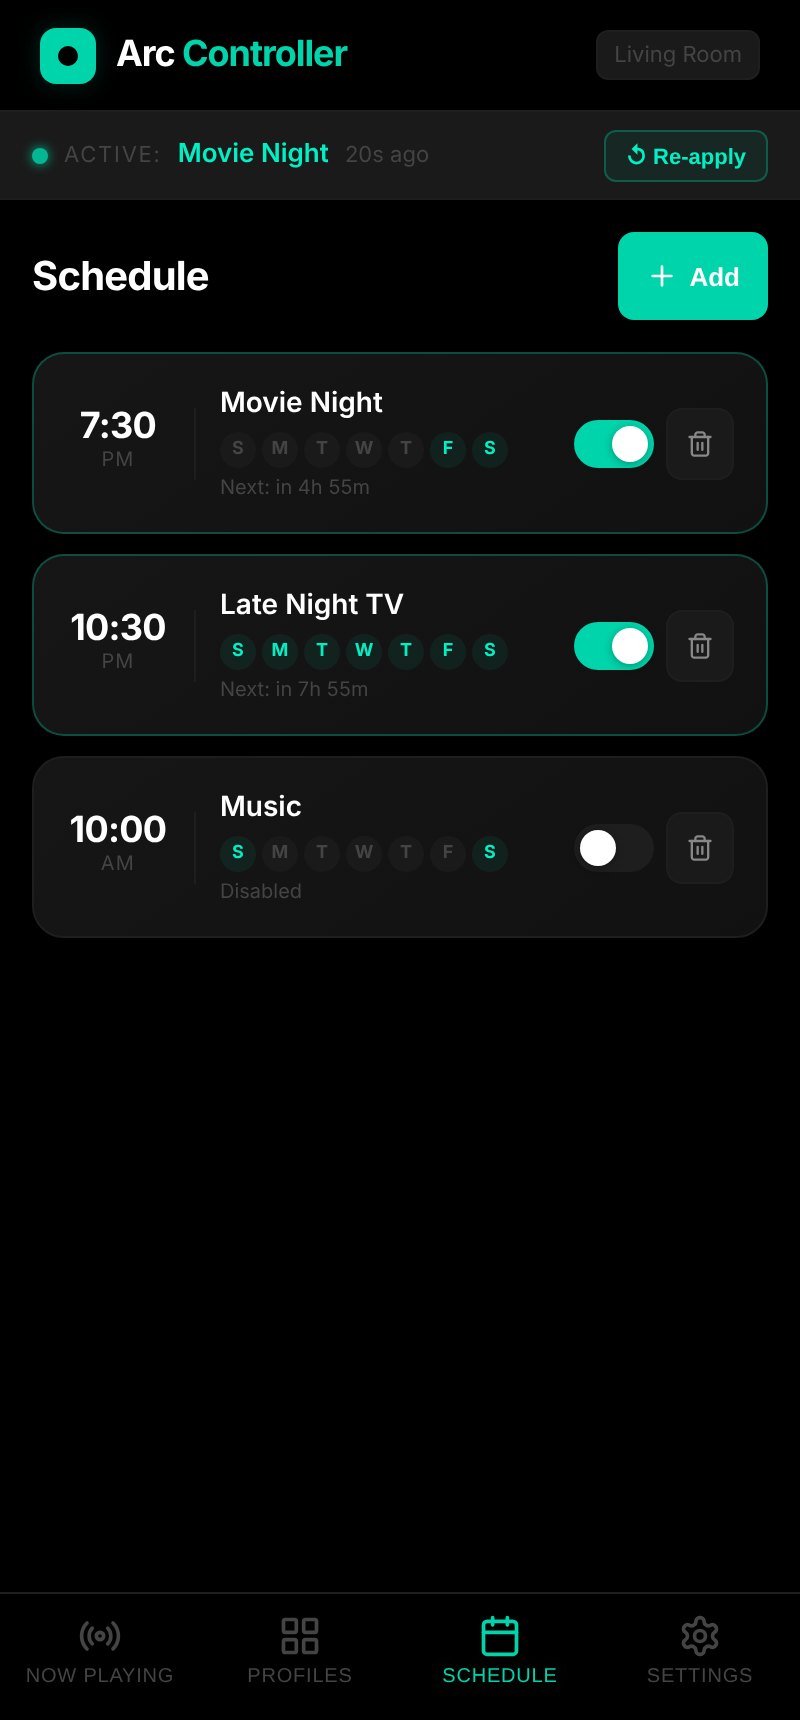 Arc Controller
Living Room
ACTIVE: Movie Night 20s ago
Re-apply
Schedule
Add
7:30
PM
Movie Night
S M T W T F S
Next: in 4h 55m
10:30
PM
Late Night TV
S M T W T F S
Next: in 7h 55m
10:00
AM
Music
S M T W T F S
Disabled
NOW PLAYING
PROFILES
SCHEDULE
SETTINGS